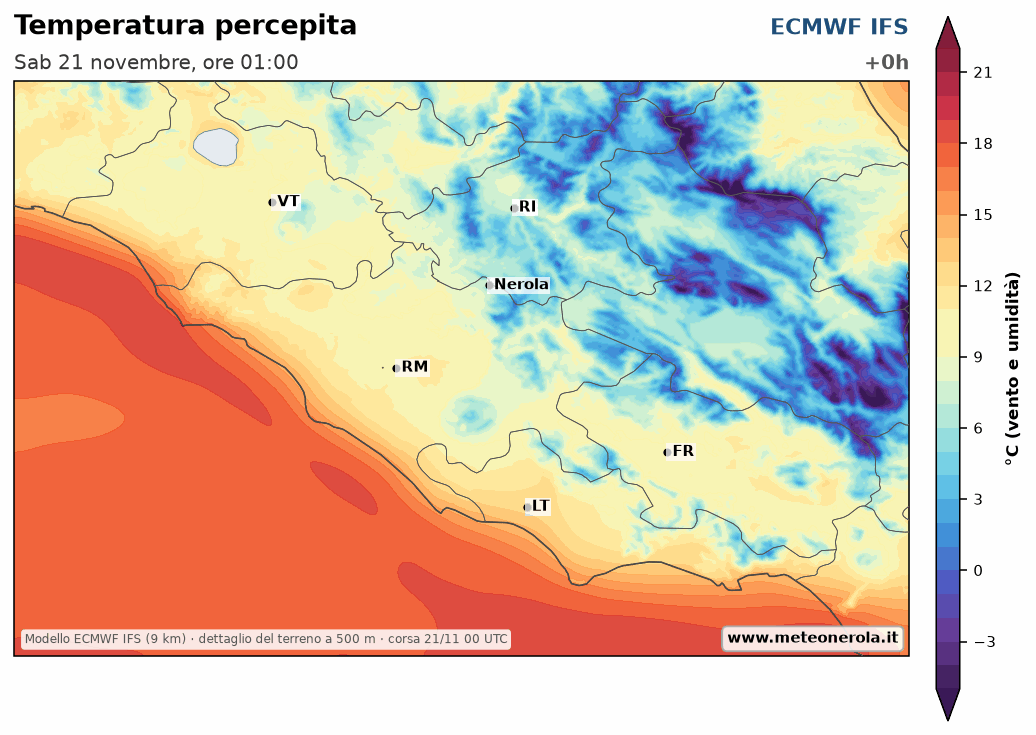 Temperatura percepita
ECMWF IFS
Sab 21 novembre, ore 01:00
+0h
VT
RI
Nerola
RM
FR
LT
Modello ECMWF IFS (9 km) · dettaglio del terreno a 500 m · corsa 21/11 00 UTC
www.meteonerola.it
21
18
15
12
9
6
3
0
−3
°C (vento e umidità)